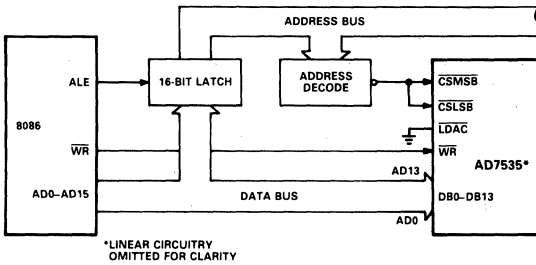 ADDRESS BUS
ALE
16-BIT LATCH
ADDRESS
DECODE
CSMSB
CSLSB
8086
LDAC
WR
WR
AD7535*
AD13
AD0–AD15
DATA BUS
DB0–DB13
AD0
*LINEAR CIRCUITRY
OMITTED FOR CLARITY